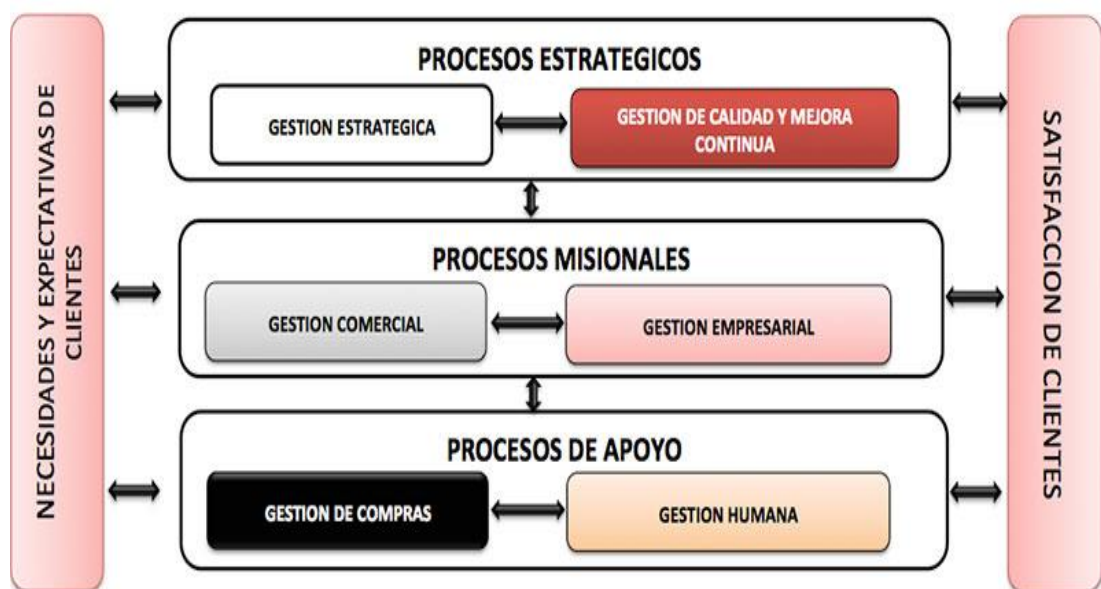 NECESIDADES Y EXPECTATIVAS DE
CLIENTES
PROCESOS ESTRATEGICOS
GESTION ESTRATEGICA
GESTION DE CALIDAD Y MEJORA
CONTINUA
PROCESOS MISIONALES
GESTION COMERCIAL
GESTION EMPRESARIAL
PROCESOS DE APOYO
GESTION DE COMPRAS
GESTION HUMANA
SATISFACCION DE CLIENTES